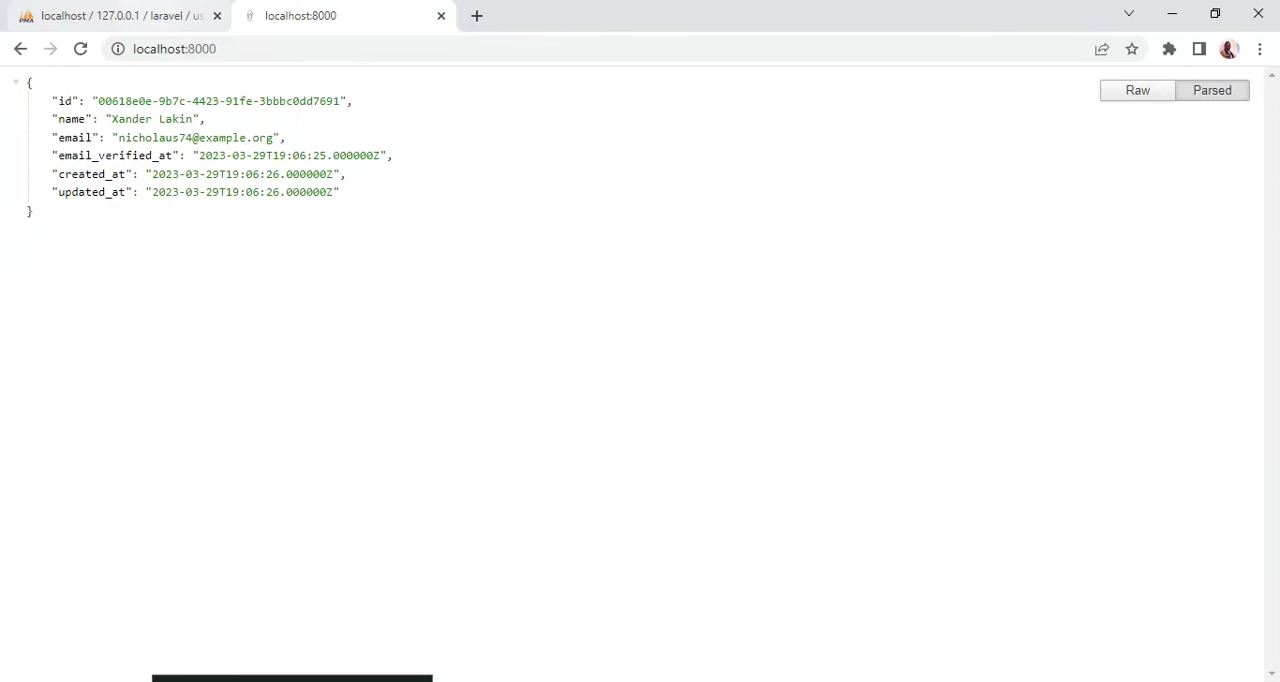 localhost / 127.0.0.1 / laravel / us
localhost:8000
localhost:8000
Raw
Parsed
{
"id": "00618e0e-9b7c-4423-91fe-3bbbc0dd7691",
"name": "Xander Lakin",
"email": "nicholaus74@example.org",
"email_verified_at": "2023-03-29T19:06:25.000000Z",
"created_at": "2023-03-29T19:06:26.000000Z",
"updated_at": "2023-03-29T19:06:26.000000Z"
}